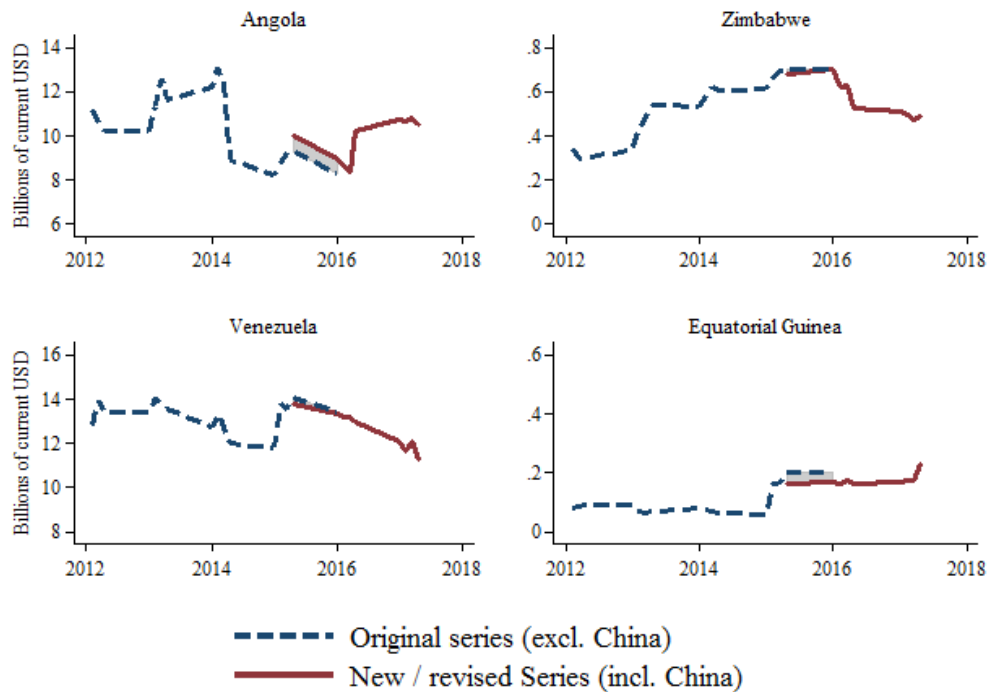 Angola
Zimbabwe
Billions of current USD
14
12
10
8
6
2012 2014 2016 2018
.8
.6
.4
.2
0
2012 2014 2016 2018
Venezuela
Equatorial Guinea
Billions of current USD
16
14
12
10
8
2012 2014 2016 2018
.6
.4
.2
0
2012 2014 2016 2018
Original series (excl. China)
New / revised Series (incl. China)